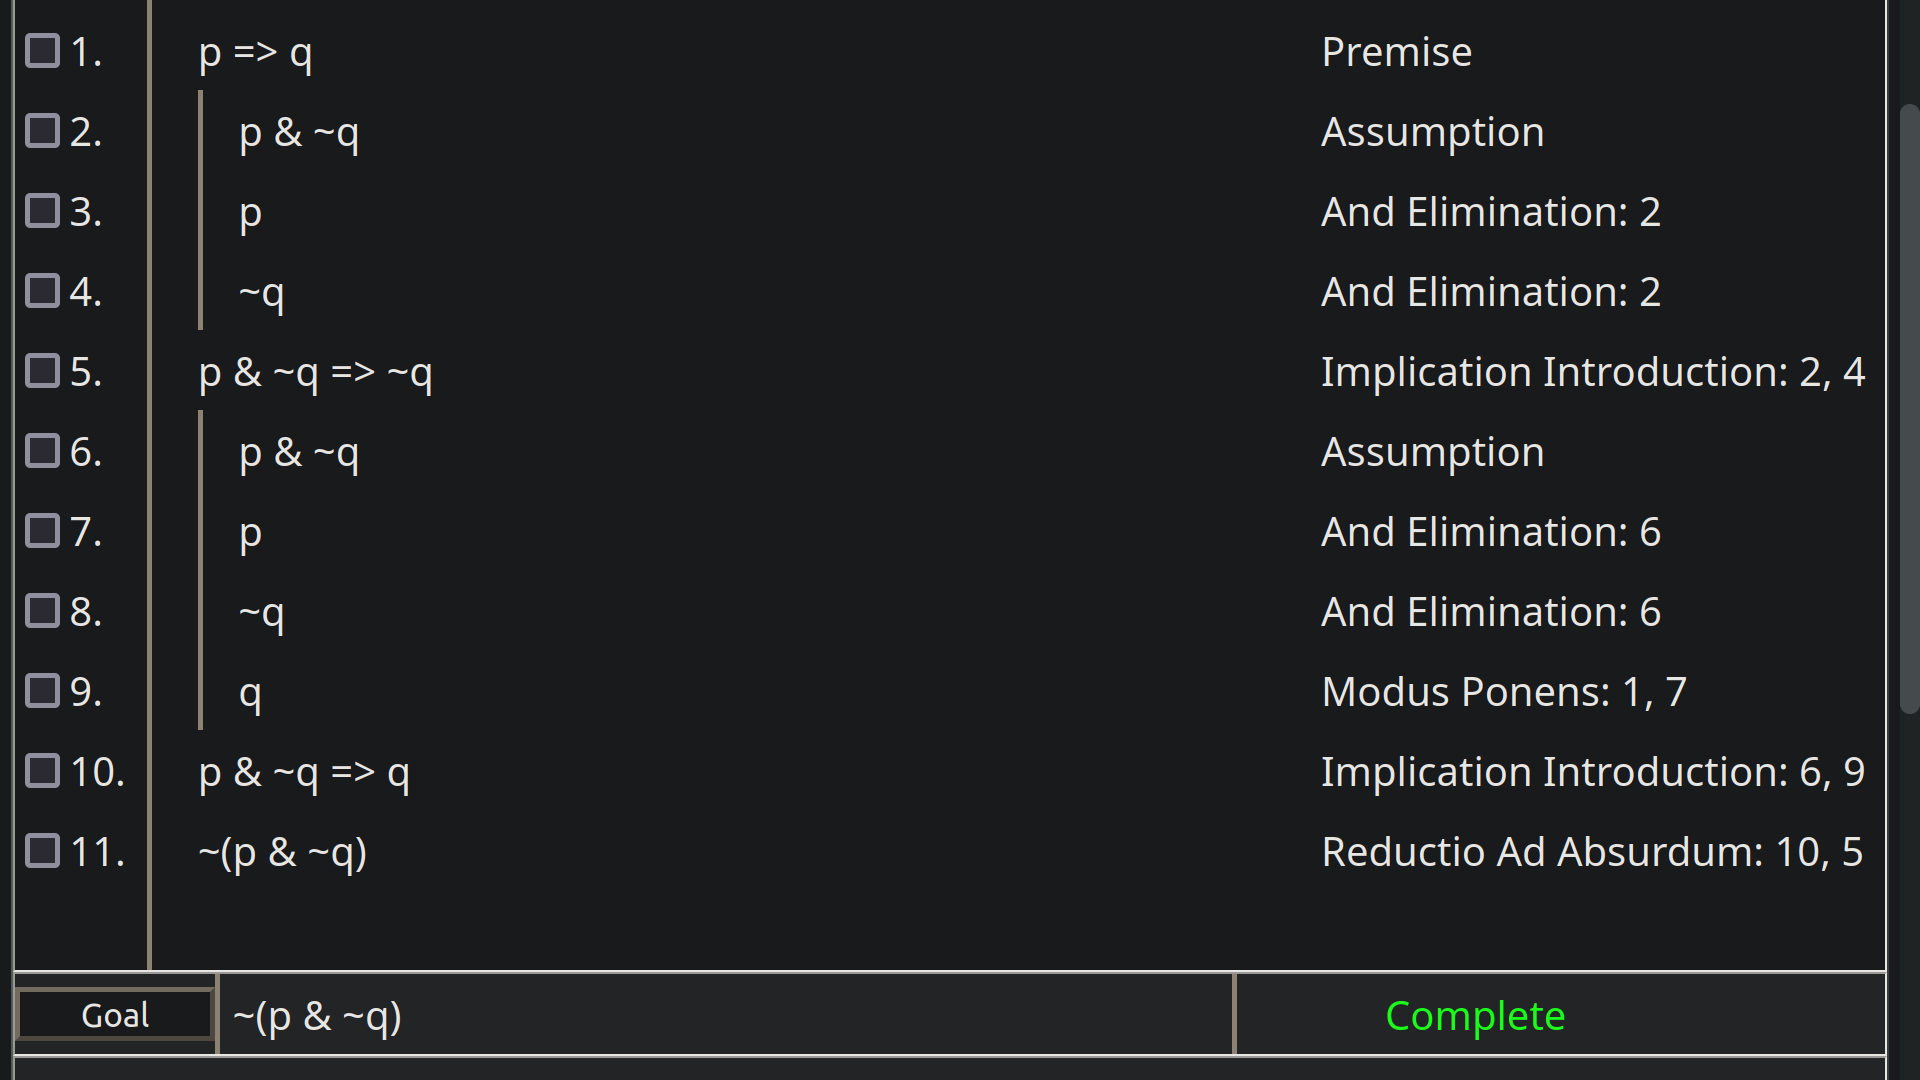 1. p => q Premise
2. p & ~q Assumption
3. p And Elimination: 2
4. ~q And Elimination: 2
5. p & ~q => ~q Implication Introduction: 2, 4
6. p & ~q Assumption
7. p And Elimination: 6
8. ~q And Elimination: 6
9. q Modus Ponens: 1, 7
10. p & ~q => q Implication Introduction: 6, 9
11. ~(p & ~q) Reductio Ad Absurdum: 10, 5
Goal ~(p & ~q) Complete